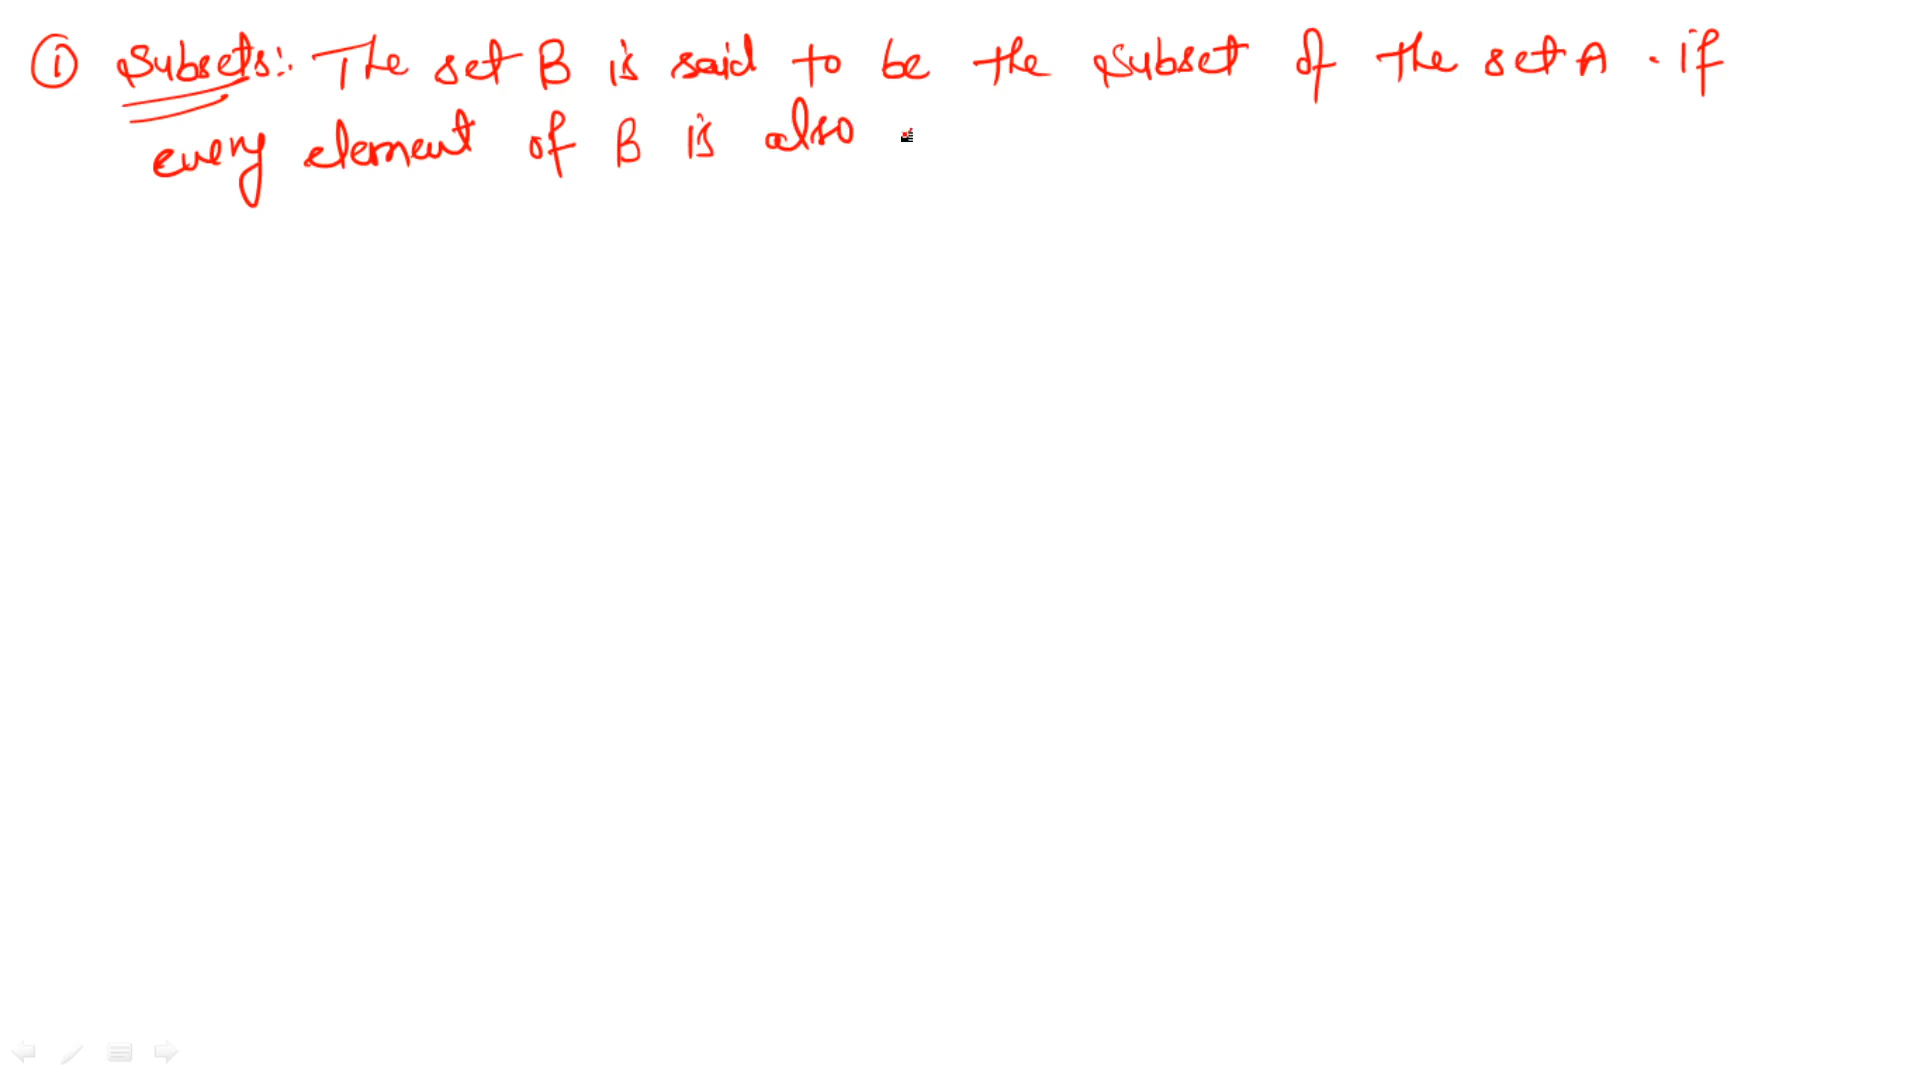 ① Subsets:- The set B is said to be the subset of the set A . if
every element of B is also